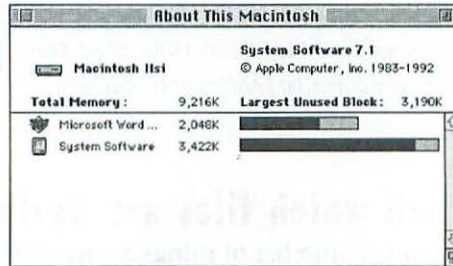 About This Macintosh
System Software 7.1
Macintosh IIsi
© Apple Computer, Inc. 1983-1992
Total Memory : 9,216K Largest Unused Block : 3,190K
Microsoft Word ... 2,048K
System Software 3,422K